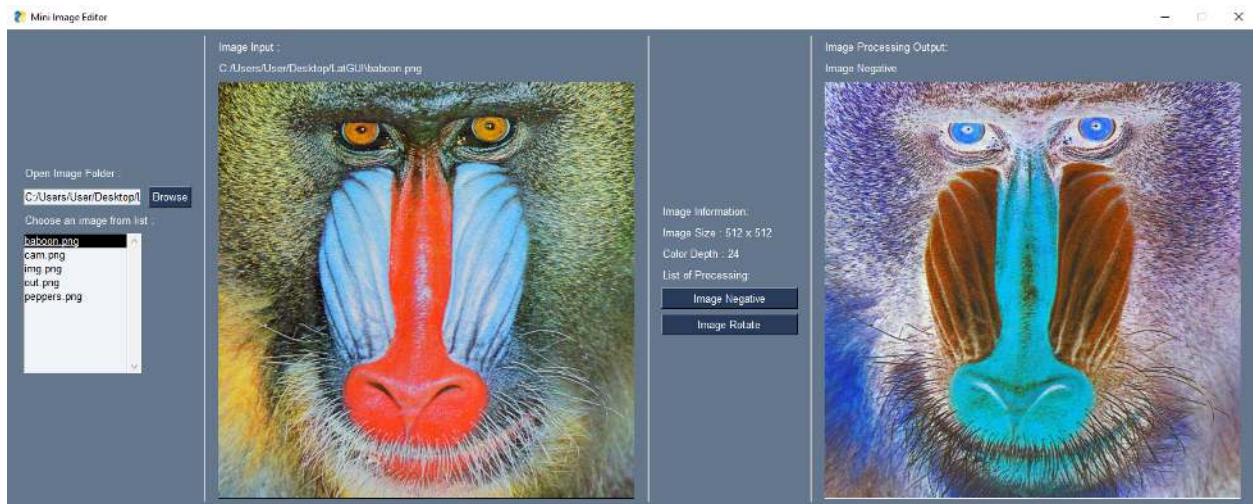 Mini Image Editor
Open Image Folder :
C:/Users/User/Desktop/L
Browse
Choose an image from list :
baboon.png
cam.png
img.png
out.png
peppers.png
Image Input :
C:/Users/User/Desktop/LatGUI\baboon.png
Image Information:
Image Size : 512 x 512
Color Depth : 24
List of Processing:
Image Negative
Image Rotate
Image Processing Output:
Image Negative